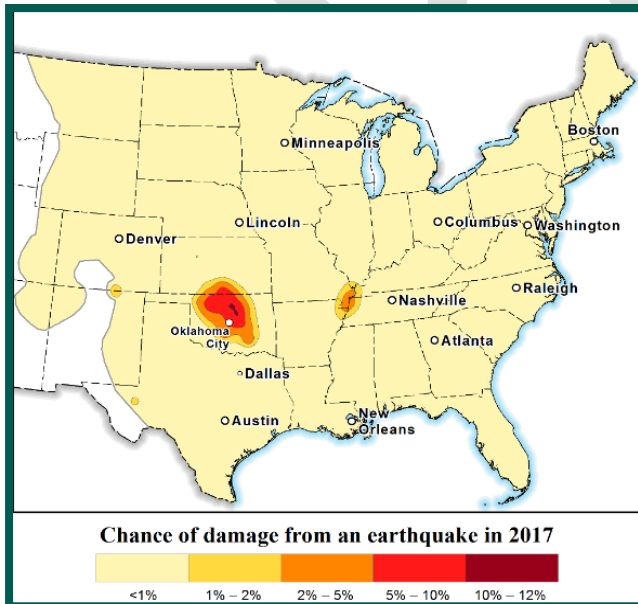 Minneapolis
Boston
Lincoln
Columbus
Washington
Denver
Nashville
Raleigh
Oklahoma
City
Atlanta
Dallas
Austin
New
Orleans
Chance of damage from an earthquake in 2017
<1%
1% – 2%
2% – 5%
5% – 10%
10% – 12%